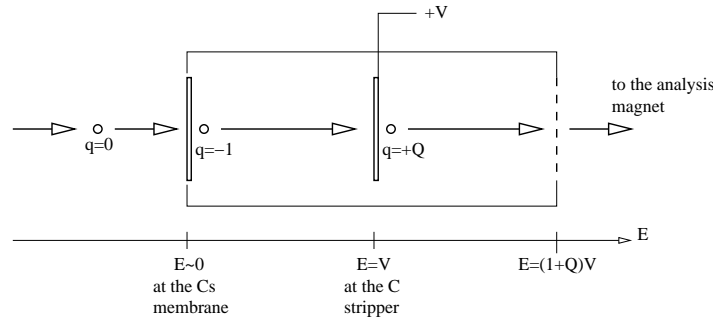 +V
to the analysis
magnet
q=0
q=−1
q=+Q
E
E~0
at the Cs
membrane
E=V
at the C
stripper
E=(1+Q)V